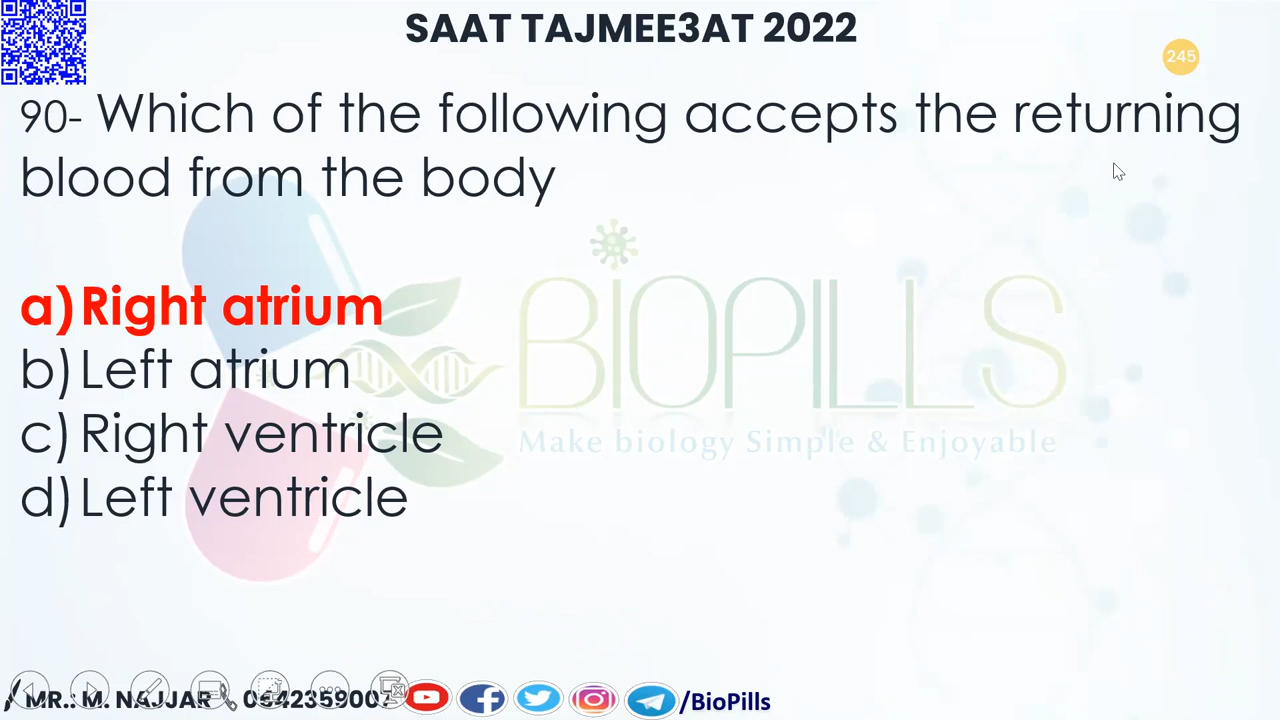 SAAT TAJMEE3AT 2022
245
90- Which of the following accepts the returning
blood from the body
a) Right atrium
b) Left atrium
c) Right ventricle
d) Left ventricle
BIOPILLS
Make biology Simple & Enjoyable
MR.: M. NAJJAR 0642359007 /BioPills